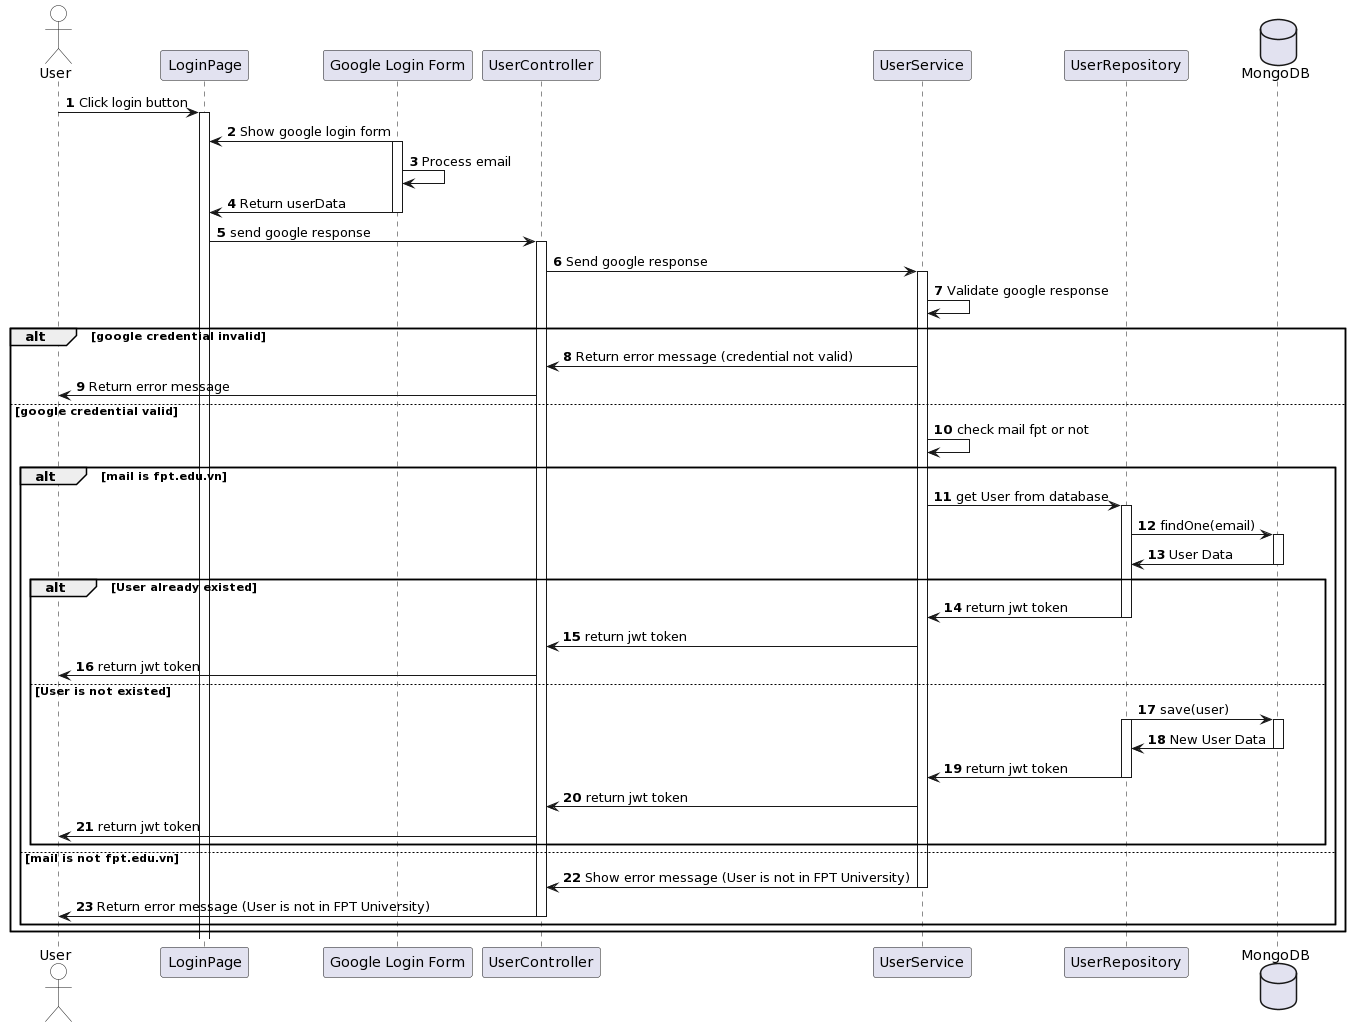 User
LoginPage
Google Login Form
UserController
UserService
UserRepository
MongoDB
1 Click login button
2 Show google login form
3 Process email
4 Return userData
5 send google response
6 Send google response
7 Validate google response
alt [google credential invalid]
8 Return error message (credential not valid)
9 Return error message
[google credential valid]
10 check mail fpt or not
alt [mail is fpt.edu.vn]
11 get User from database
12 findOne(email)
13 User Data
alt [User already existed]
14 return jwt token
15 return jwt token
16 return jwt token
[User is not existed]
17 save(user)
18 New User Data
19 return jwt token
20 return jwt token
21 return jwt token
[mail is not fpt.edu.vn]
22 Show error message (User is not in FPT University)
23 Return error message (User is not in FPT University)
User
LoginPage
Google Login Form
UserController
UserService
UserRepository
MongoDB